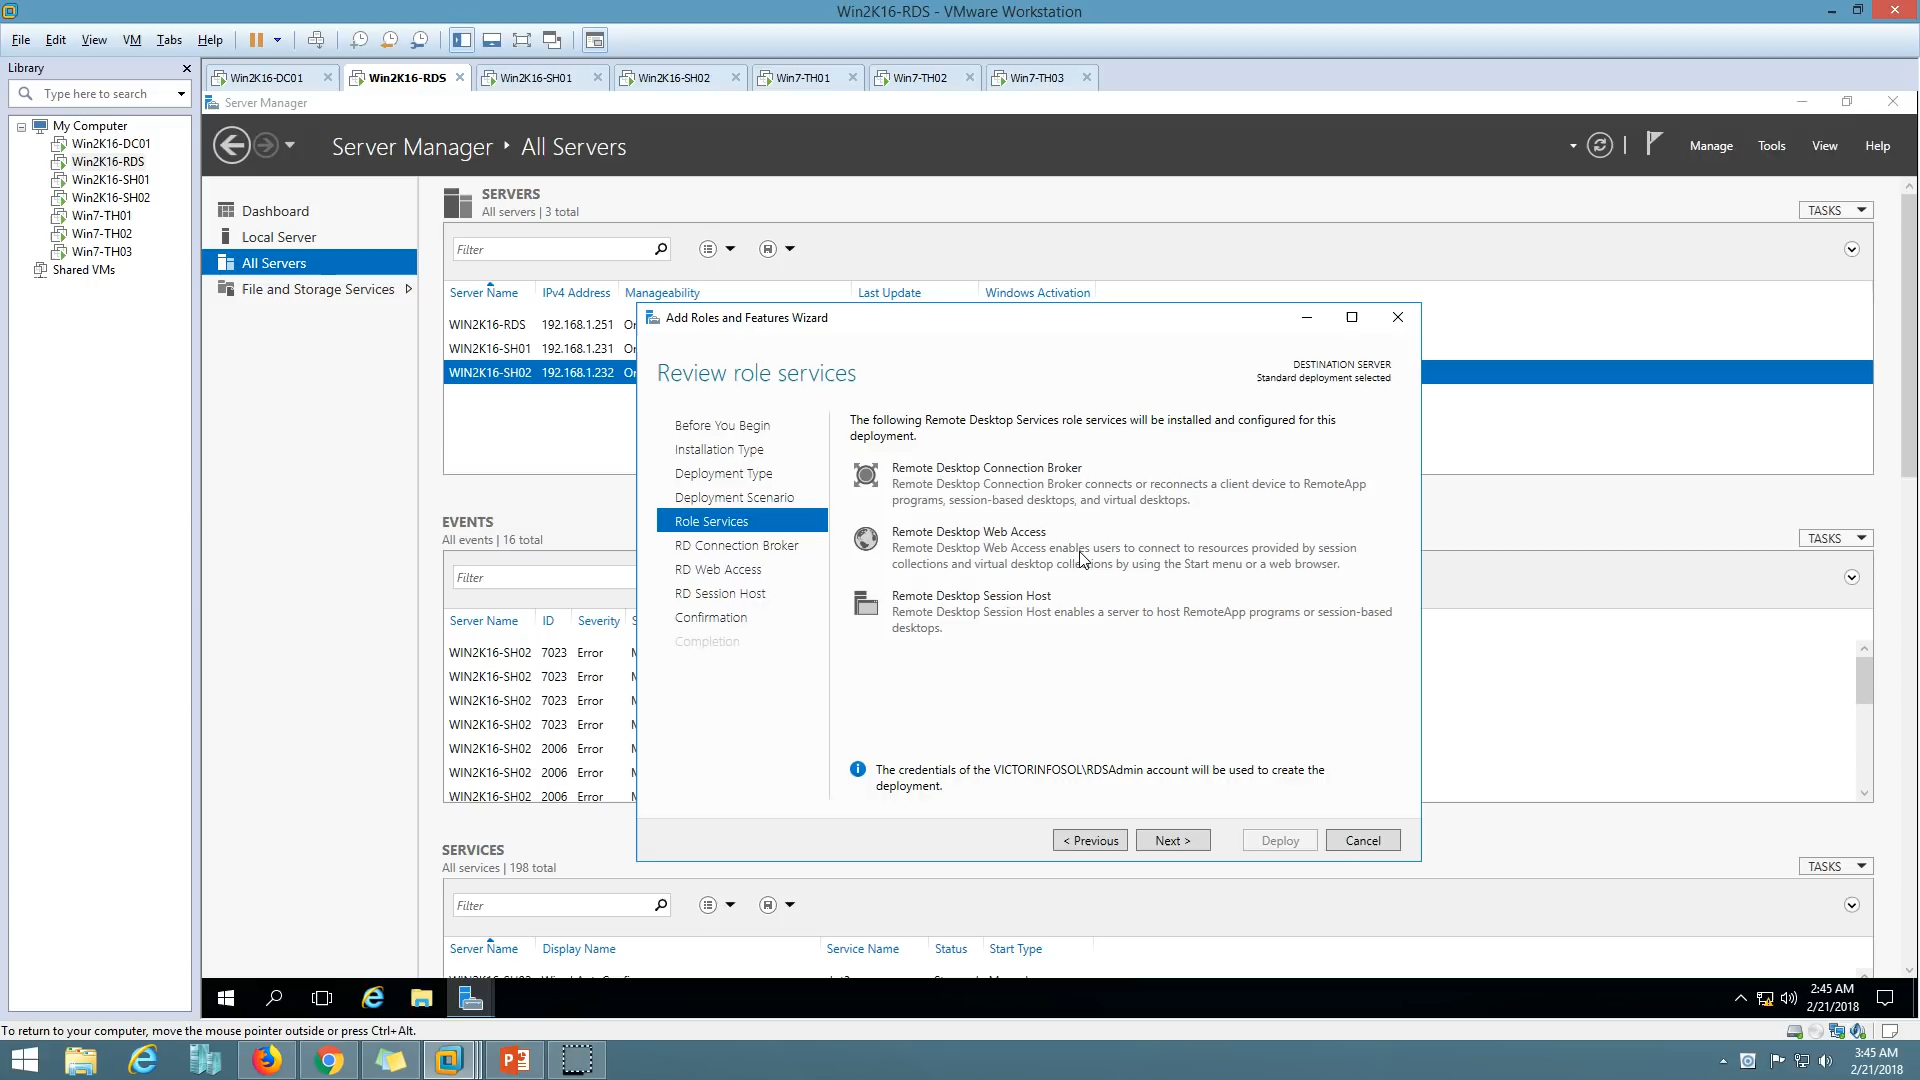 Win2K16-RDS - VMware Workstation
File Edit View VM Tabs Help
Library
Type here to search
My Computer
Win2K16-DC01
Win2K16-RDS
Win2K16-SH01
Win2K16-SH02
Win7-TH01
Win7-TH02
Win7-TH03
Shared VMs
Win2K16-DC01 Win2K16-RDS Win2K16-SH01 Win2K16-SH02 Win7-TH01 Win7-TH02 Win7-TH03
Server Manager
Server Manager All Servers
Manage Tools View Help
Dashboard
Local Server
All Servers
File and Storage Services
SERVERS
All servers | 3 total
TASKS
Filter
Server Name IPv4 Address Manageability Last Update Windows Activation
WIN2K16-RDS 192.168.1.251
WIN2K16-SH01 192.168.1.231
WIN2K16-SH02 192.168.1.232
EVENTS
All events | 16 total
TASKS
Filter
Server Name ID Severity
WIN2K16-SH02 7023 Error
WIN2K16-SH02 7023 Error
WIN2K16-SH02 7023 Error
WIN2K16-SH02 7023 Error
WIN2K16-SH02 2006 Error
WIN2K16-SH02 2006 Error
WIN2K16-SH02 2006 Error
SERVICES
All services | 198 total
TASKS
Filter
Server Name Display Name Service Name Status Start Type
Add Roles and Features Wizard
Review role services
DESTINATION SERVER
Standard deployment selected
Before You Begin
Installation Type
Deployment Type
Deployment Scenario
Role Services
RD Connection Broker
RD Web Access
RD Session Host
Confirmation
Completion
The following Remote Desktop Services role services will be installed and configured for this
deployment.
Remote Desktop Connection Broker
Remote Desktop Connection Broker connects or reconnects a client device to RemoteApp
programs, session-based desktops, and virtual desktops.
Remote Desktop Web Access
Remote Desktop Web Access enables users to connect to resources provided by session
collections and virtual desktop collections by using the Start menu or a web browser.
Remote Desktop Session Host
Remote Desktop Session Host enables a server to host RemoteApp programs or session-based
desktops.
The credentials of the VICTORINFOSOL\RDSAdmin account will be used to create the
deployment.
< Previous Next > Deploy Cancel
2:45 AM
2/21/2018
To return to your computer, move the mouse pointer outside or press Ctrl+Alt.
3:45 AM
2/21/2018